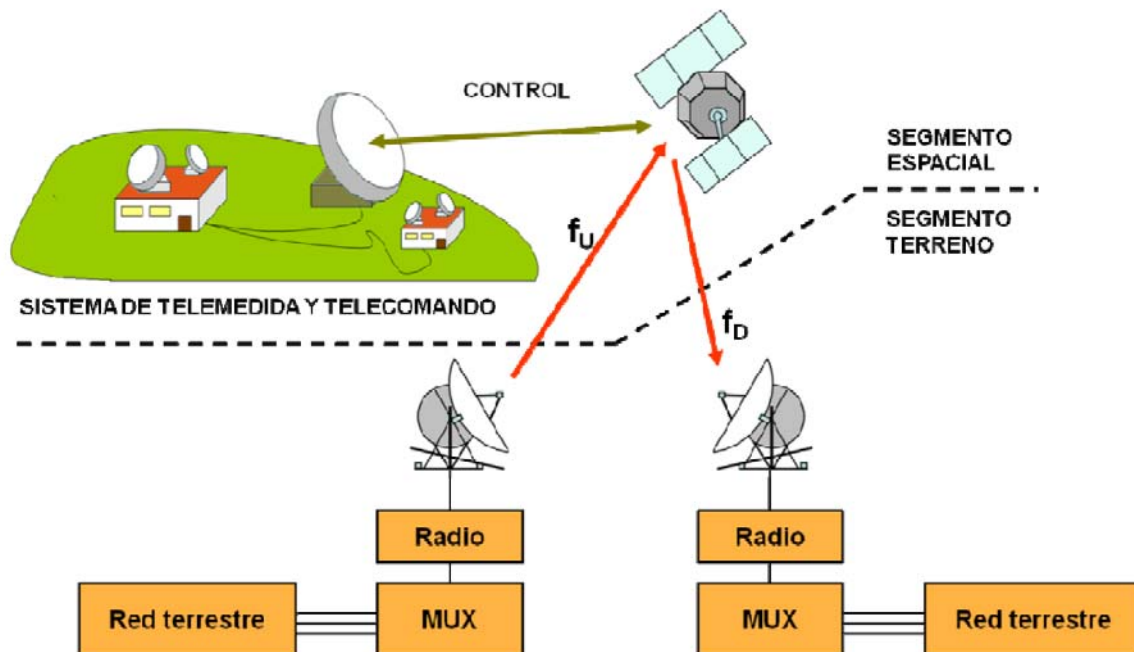 CONTROL
SEGMENTO
ESPACIAL
SEGMENTO
TERRENO
fU
SISTEMA DE TELEMEDIDA Y TELECOMANDO
fD
Radio
Radio
Red terrestre
MUX
MUX
Red terrestre